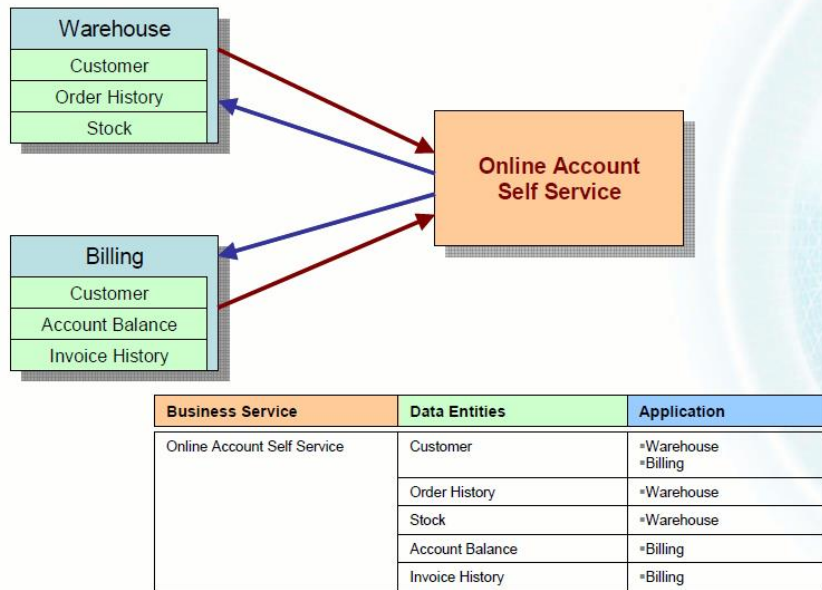 Warehouse
Customer
Order History
Stock
Online Account
Self Service
Billing
Customer
Account Balance
Invoice History
Business Service Data Entities Application
Online Account Self Service Customer ▪Warehouse
▪Billing
Order History ▪Warehouse
Stock ▪Warehouse
Account Balance ▪Billing
Invoice History ▪Billing